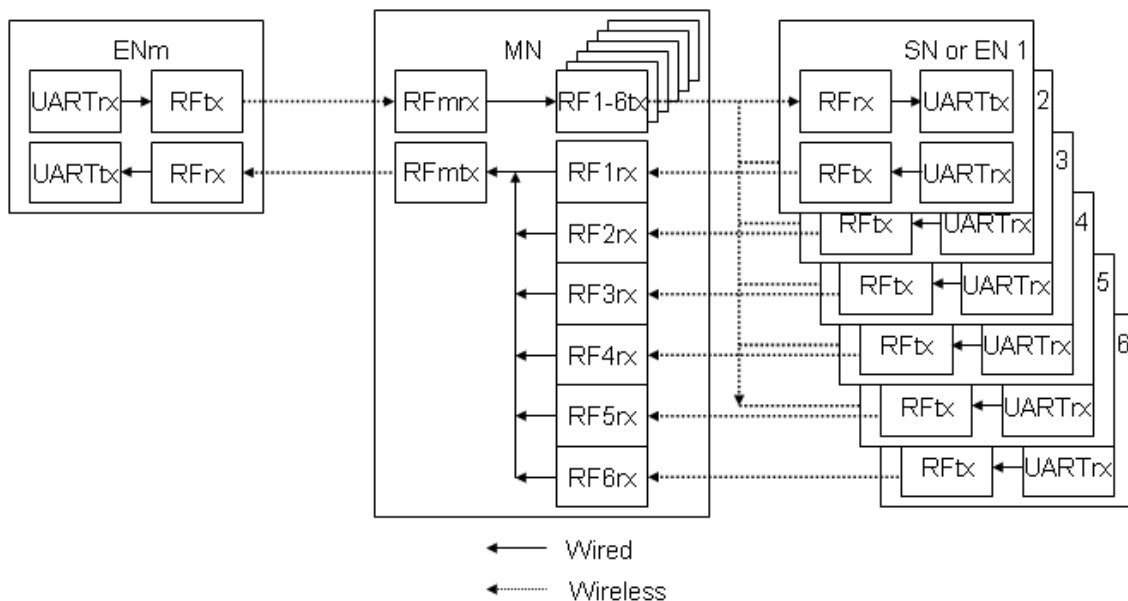 ENm
UARTrx
RFtx
UARTtx
RFrx
MN
RFmrx
RF1-6tx
RFmtx
RF1rx
RF2rx
RF3rx
RF4rx
RF5rx
RF6rx
SN or EN 1
RFrx
UARTtx
RFtx
UARTrx
2
RFtx
UARTrx
3
RFtx
UARTrx
4
RFtx
UARTrx
5
RFtx
UARTrx
6
RFtx
UARTrx
Wired
Wireless